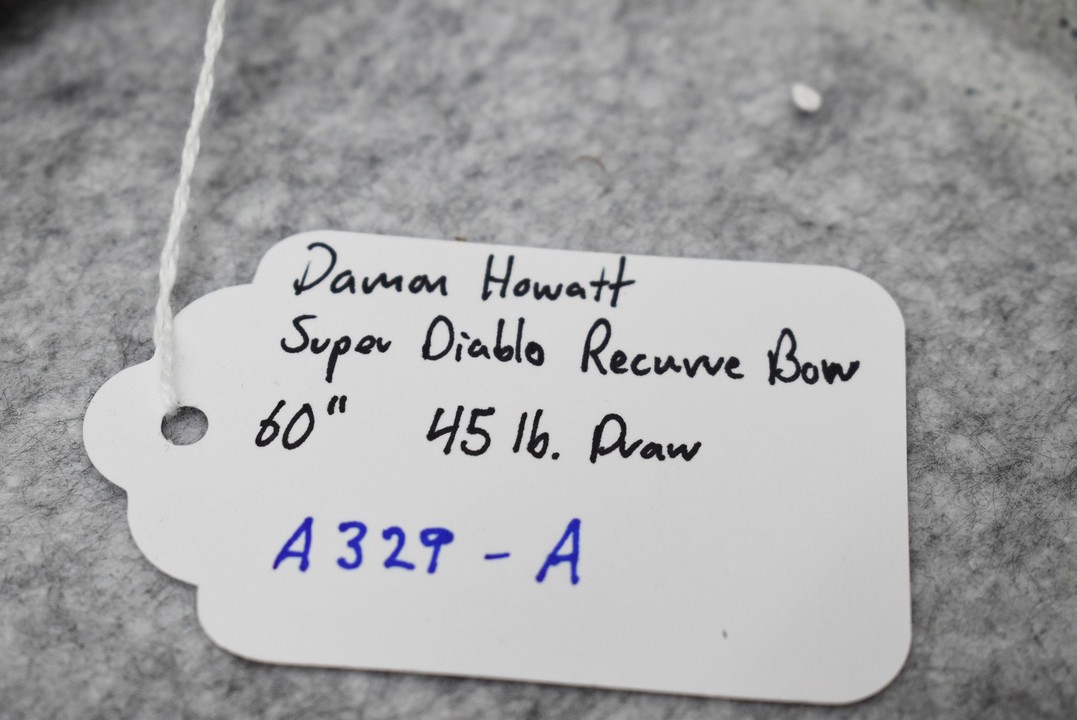 Damon Howatt
Super Diablo Recurve Bow
60" 45 lb. Draw
A329 - A